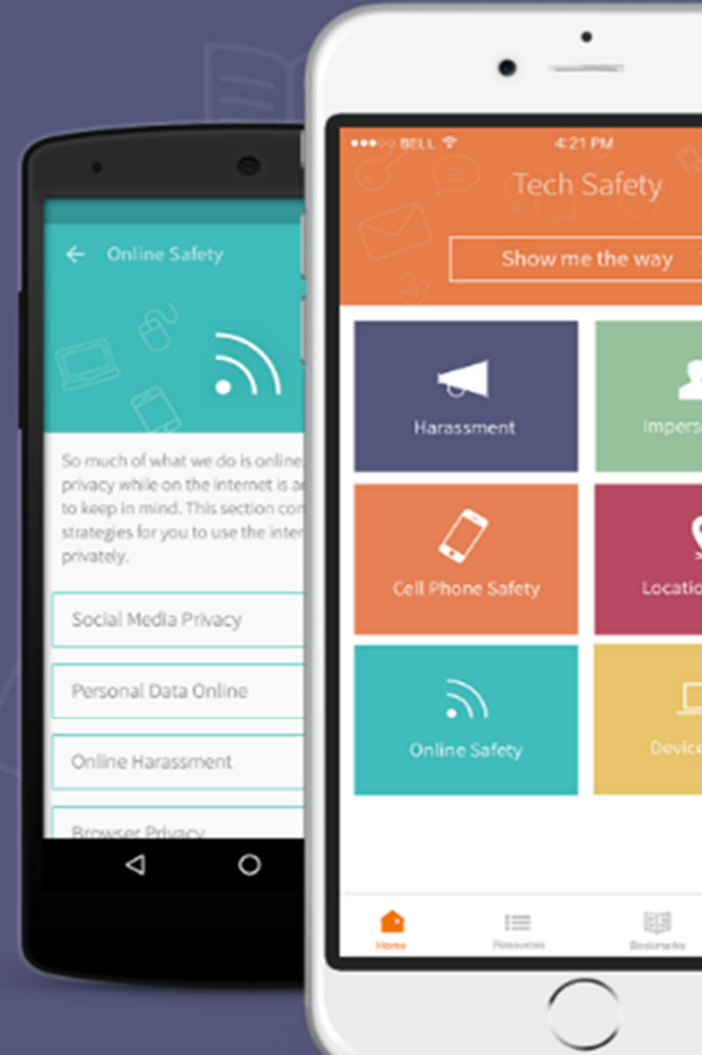 Online Safety
So much of what we do is online
privacy while on the internet is
to keep in mind. This section
strategies for you to use the
privately.
Social Media Privacy
Personal Data Online
Online Harassment
Browser Privacy
BELL 4:21 PM
Tech Safety
Show me the way
Harassment
Cell Phone Safety
Online Safety
Device
Home Resources Bookmarks